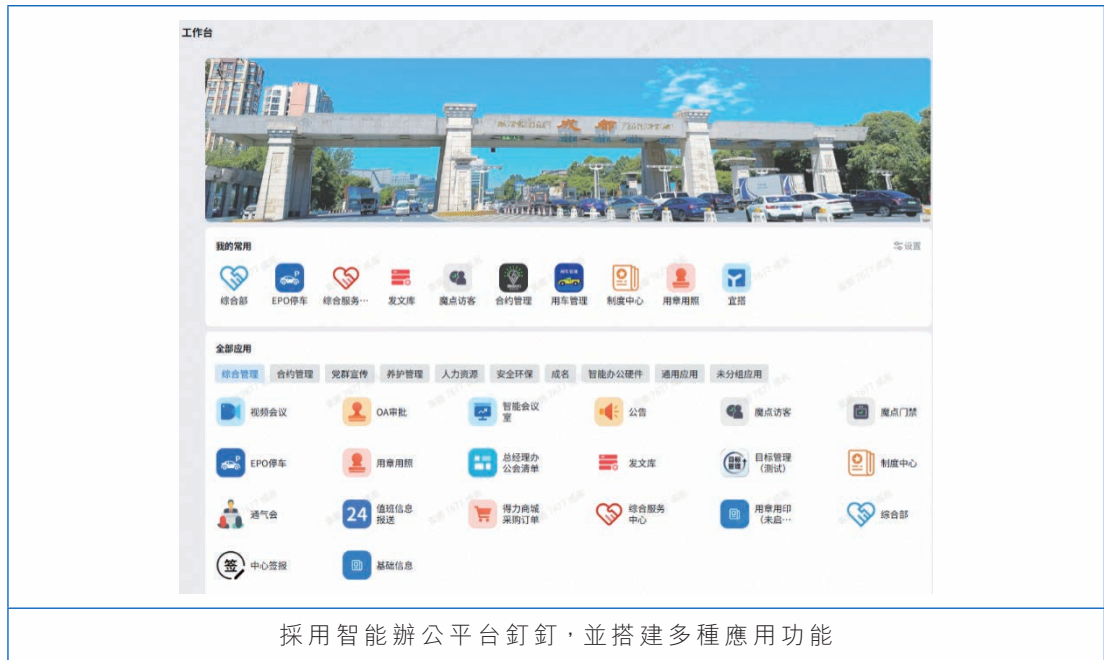 工作台
成都
我的常用
设置
综合部
EPO停车
综合服务…
发文库
魔点访客
合约管理
用车管理
制度中心
用章用照
宜搭
全部应用
综合管理 合约管理 党群宣传 养护管理 人力资源 安全环保 成名 智能办公硬件 通用应用 未分组应用
视频会议
OA审批
智能会议
室
公告
魔点访客
魔点门禁
EPO停车
用章用照
总经理办
公会清单
发文库
目标管理
(测试)
制度中心
通气会
24
值班信息
报送
得力商城
采购订单
综合服务
中心
用章用印
(未启…
综合部
签
中心签报
基础信息
採用智能辦公平台釘釘，並搭建多種應用功能